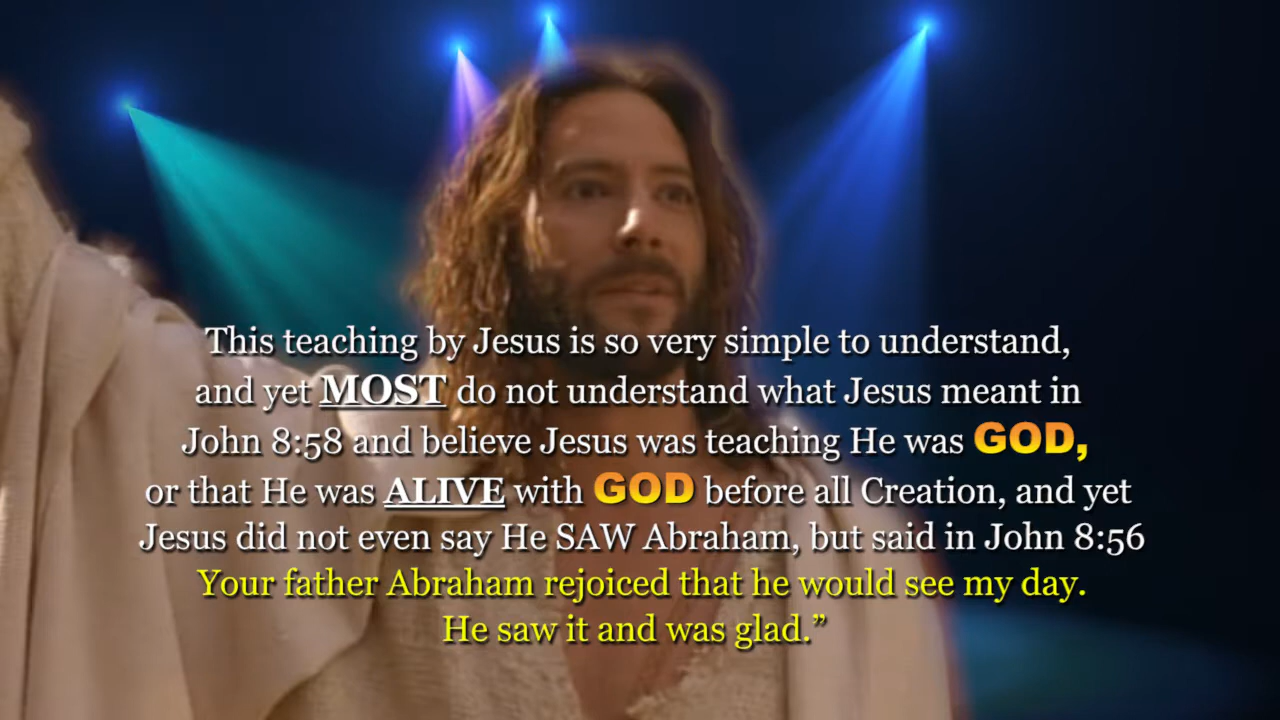 This teaching by Jesus is so very simple to understand,
and yet MOST do not understand what Jesus meant in
John 8:58 and believe Jesus was teaching He was GOD,
or that He was ALIVE with GOD before all Creation, and yet
Jesus did not even say He SAW Abraham, but said in John 8:56
Your father Abraham rejoiced that he would see my day.
He saw it and was glad.”